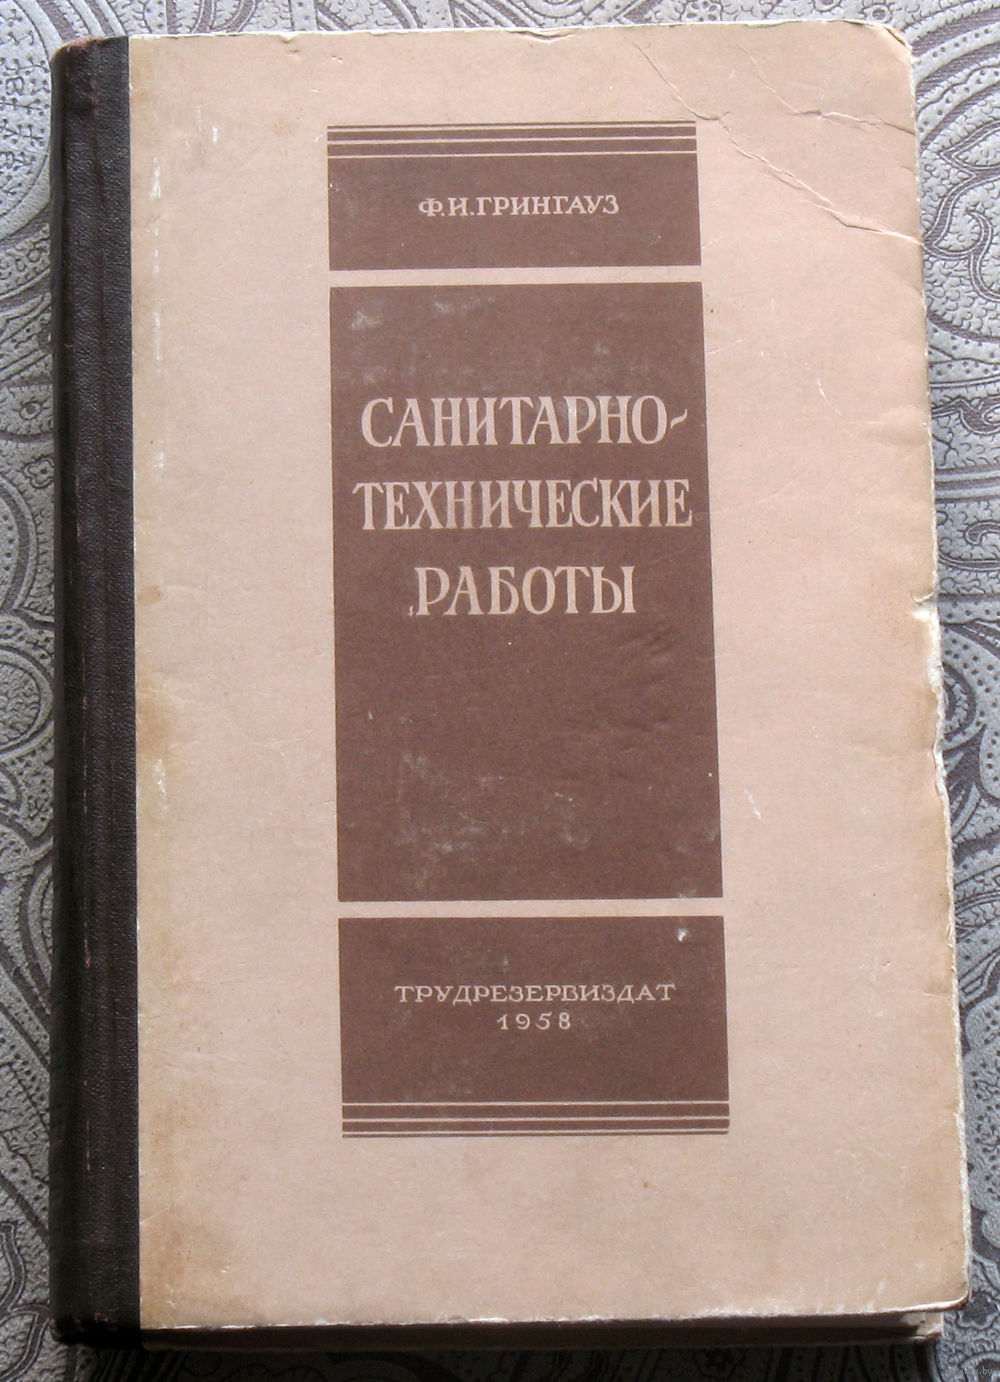 Ф.И.ГРИНГАУЗ
САНИТАРНО-
ТЕХНИЧЕСКИЕ
РАБОТЫ
ТРУДРЕЗЕРВИЗДАТ
1958